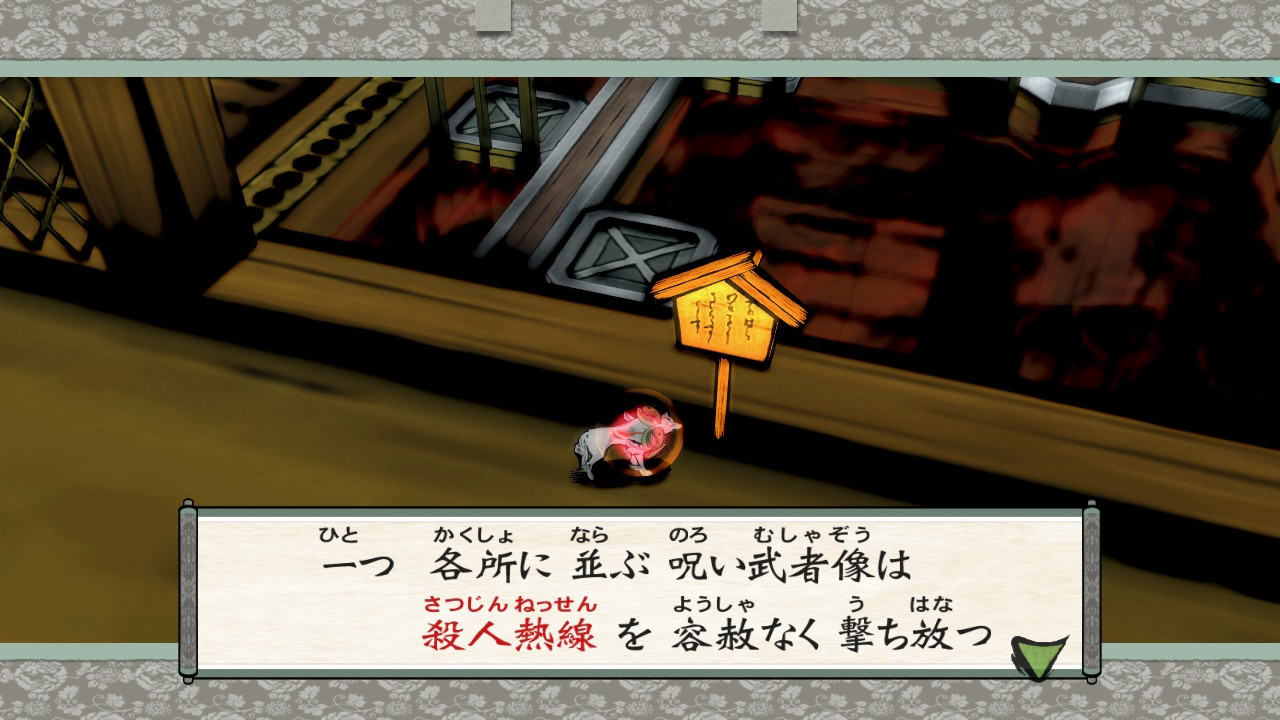 ひと かくしょ なら のろ むしゃぞう
一つ 各所に 並ぶ 呪い武者像は
さつじん ねっせん ようしゃ う はな
殺人熱線 を 容赦なく 撃ち放つ